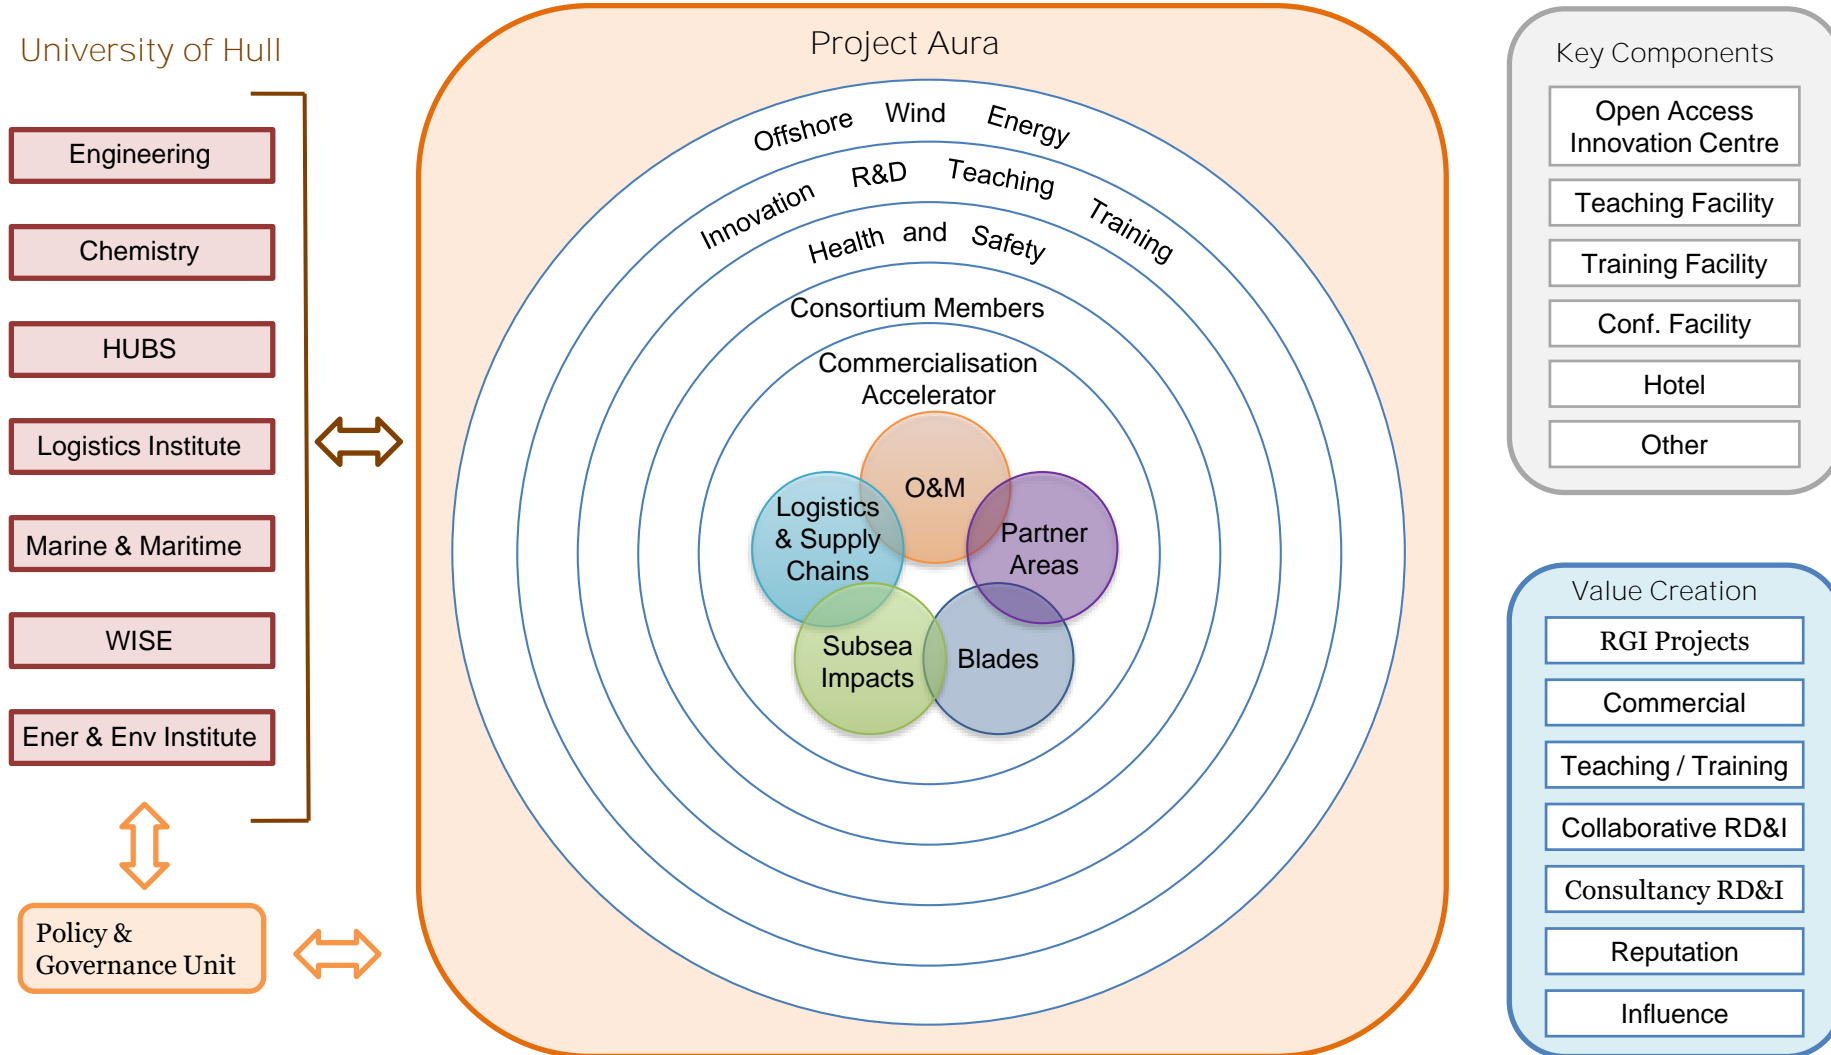 University of Hull
Engineering
Chemistry
HUBS
Logistics Institute
Marine & Maritime
WISE
Ener & Env Institute
Policy &
Governance Unit
Project Aura
Offshore Wind Energy
Innovation R&D Teaching Training
Health and Safety
Consortium Members
Commercialisation
Accelerator
O&M
Logistics
& Supply
Chains
Partner
Areas
Subsea
Impacts
Blades
Key Components
Open Access
Innovation Centre
Teaching Facility
Training Facility
Conf. Facility
Hotel
Other
Value Creation
RGI Projects
Commercial
Teaching / Training
Collaborative RD&I
Consultancy RD&I
Reputation
Influence